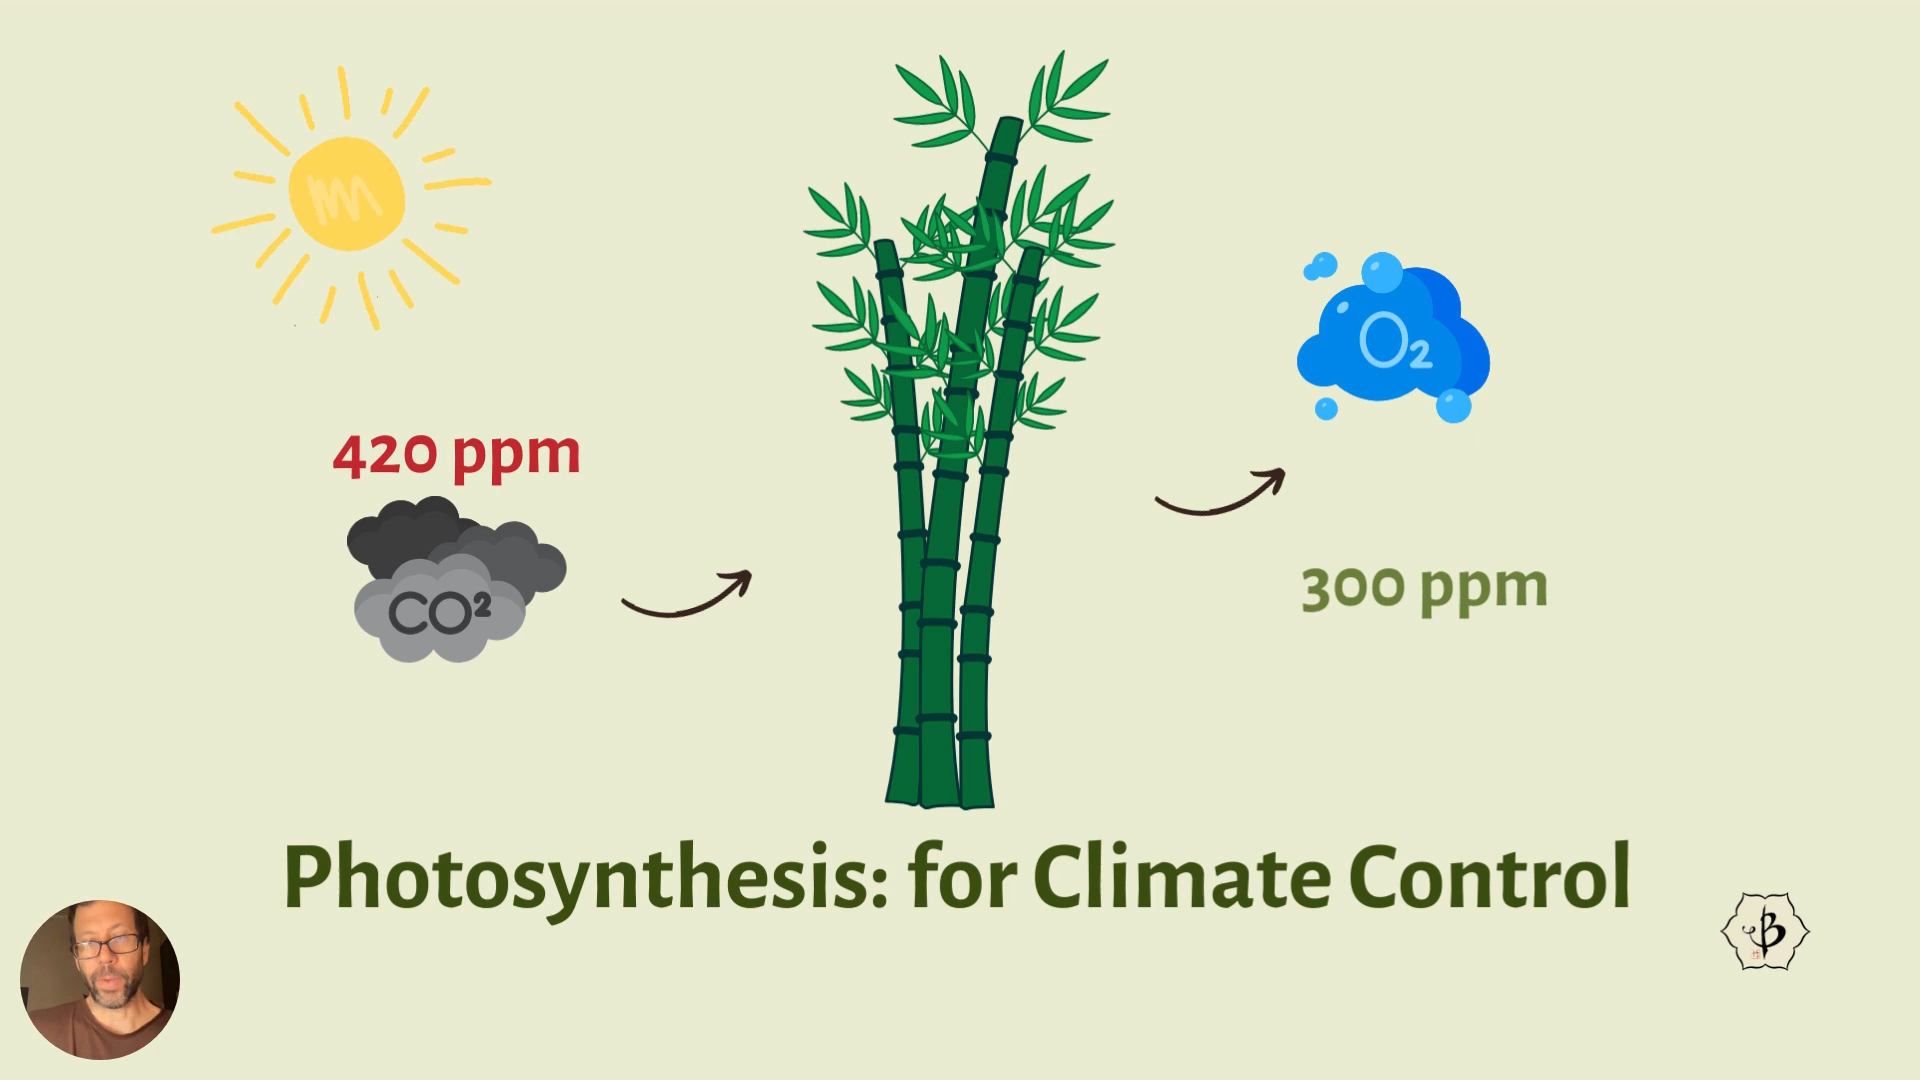 420 ppm
CO²
O₂
300 ppm
Photosynthesis: for Climate Control
B